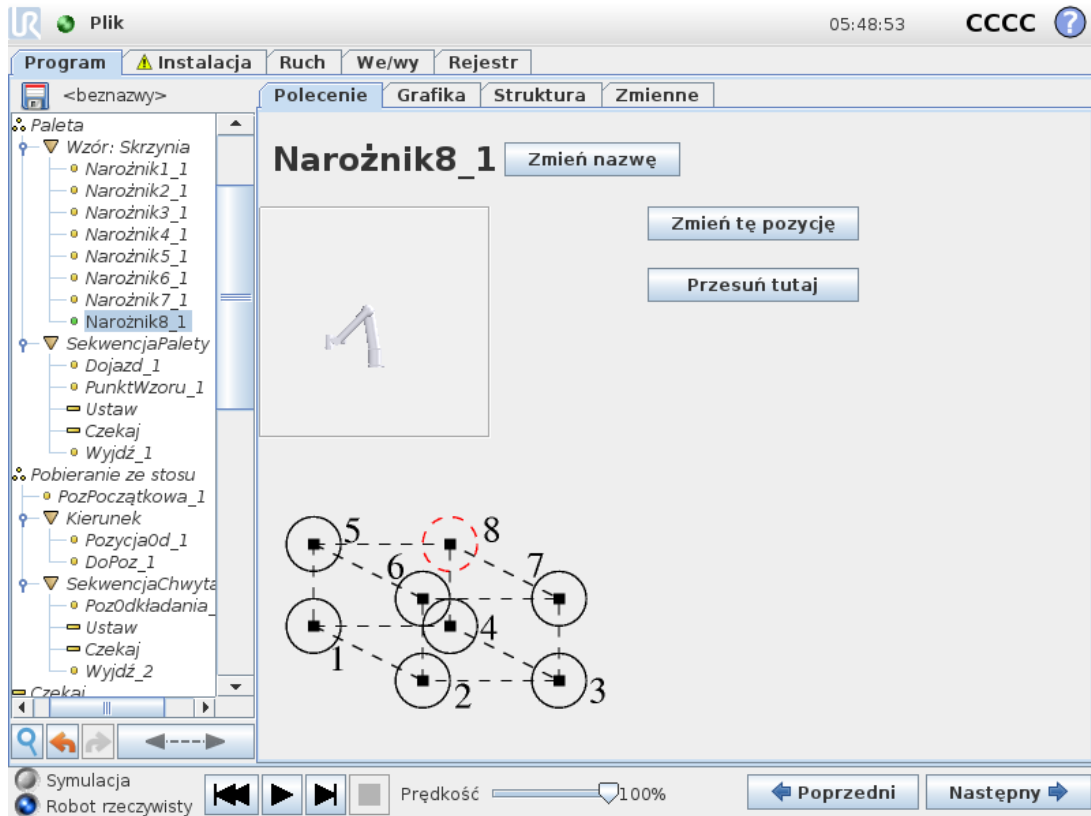 UR Plik 05:48:53 CCCC ?
Program Instalacja Ruch We/wy Rejestr
<beznazwy> Polecenie Grafika Struktura Zmienne
Paleta
Wzór: Skrzynia
Narożnik1_1
Narożnik2_1
Narożnik3_1
Narożnik4_1
Narożnik5_1
Narożnik6_1
Narożnik7_1
Narożnik8_1
SekwencjaPalety
Dojazd_1
PunktWzoru_1
Ustaw
Czekaj
Wyjdź_1
Pobieranie ze stosu
PozPoczątkowa_1
Kierunek
PozycjaOd_1
DoPoz_1
SekwencjaChwyta
PozOdkładania_
Ustaw
Czekaj
Wyjdź_2
Czekaj
Narożnik8_1 Zmień nazwę
Zmień tę pozycję
Przesuń tutaj
5 8
6 7
1 4
2 3
Symulacja
Robot rzeczywisty
Prędkość 100%
Poprzedni Następny